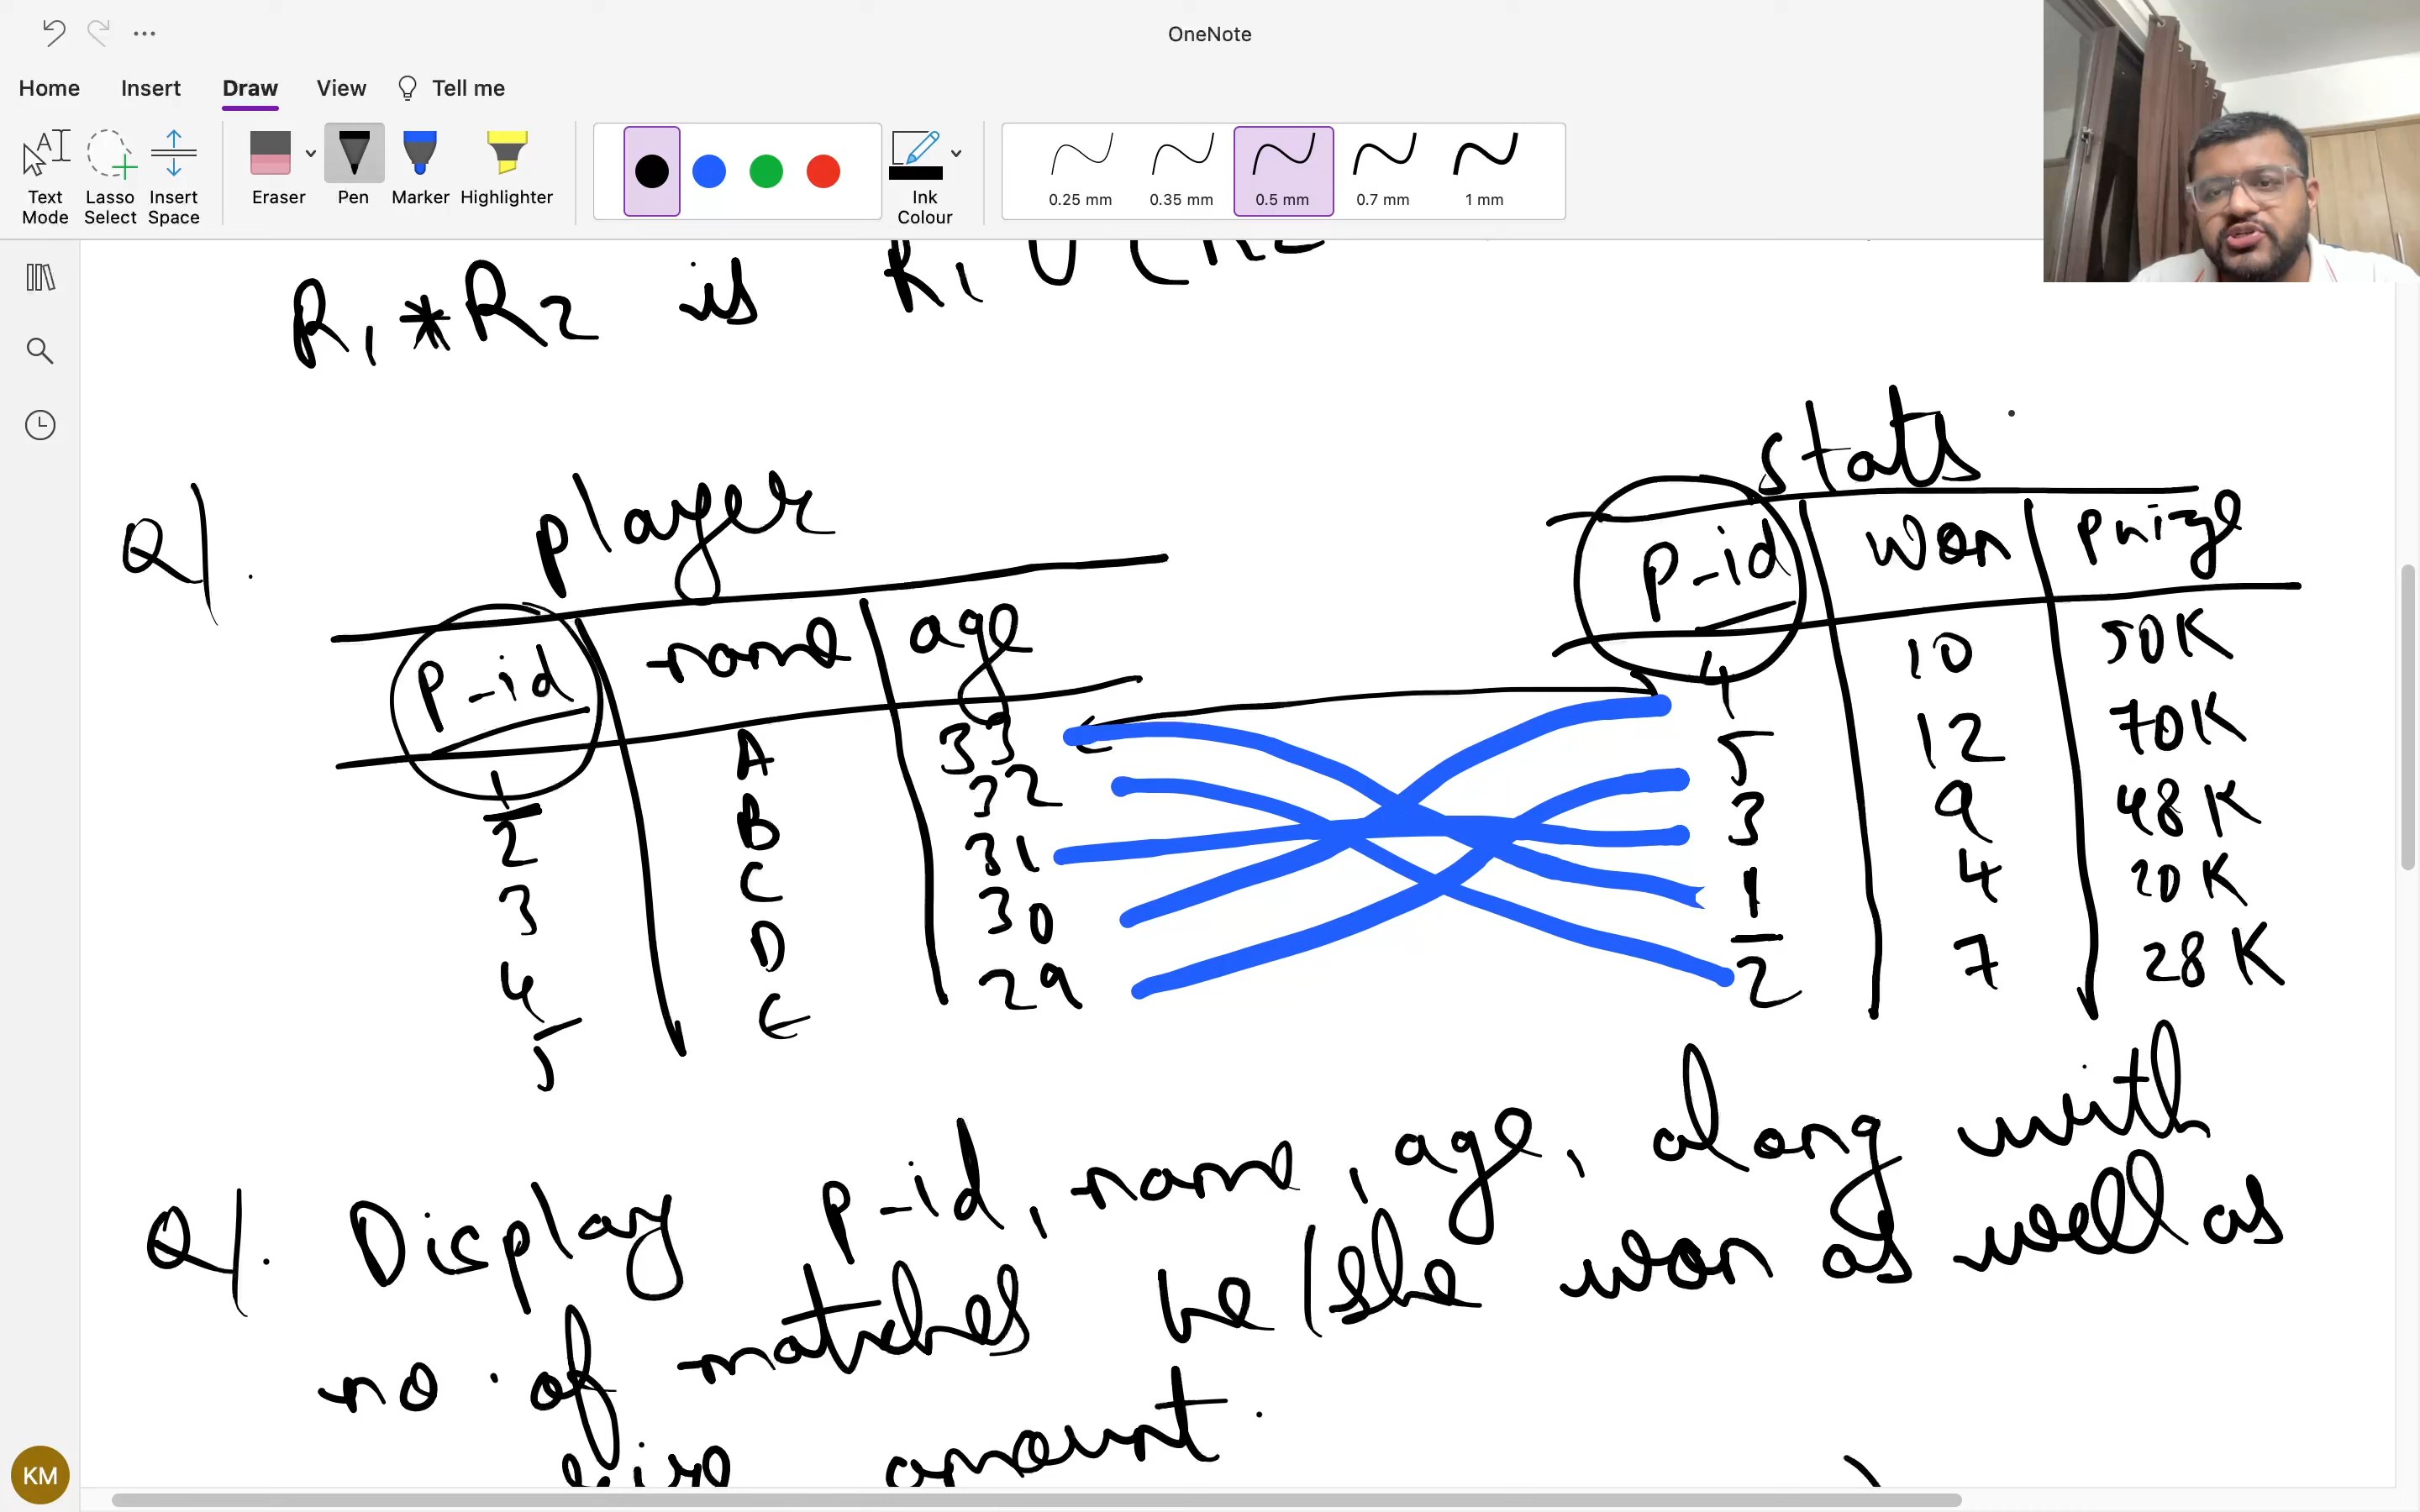 OneNote
Home Insert Draw View Tell me
Text Mode Lasso Select Insert Space Eraser Pen Marker Highlighter Ink Colour 0.25 mm 0.35 mm 0.5 mm 0.7 mm 1 mm
R1 * R2 is R1 U (R2
Q1. player stats
P-id name age
P-id won prize
1 A 33
2 B 32
3 C 31
4 D 30
5 E 29
4 10 50K
5 12 70K
3 9 48K
1 4 20K
2 7 28K
Q1. Display P-id, name, age, along with
no. of matches he/she won as well as
amount.
KM